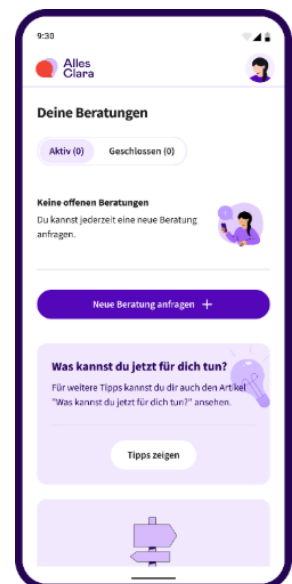 9:30
Alles
Clara
Deine Beratungen
Aktiv (0)
Geschlossen (0)
Keine offenen Beratungen
Du kannst jederzeit eine neue Beratung
anfragen.
Neue Beratung anfragen +
Was kannst du jetzt für dich tun?
Für weitere Tipps kannst du dir auch den Artikel
"Was kannst du jetzt für dich tun?" ansehen.
Tipps zeigen